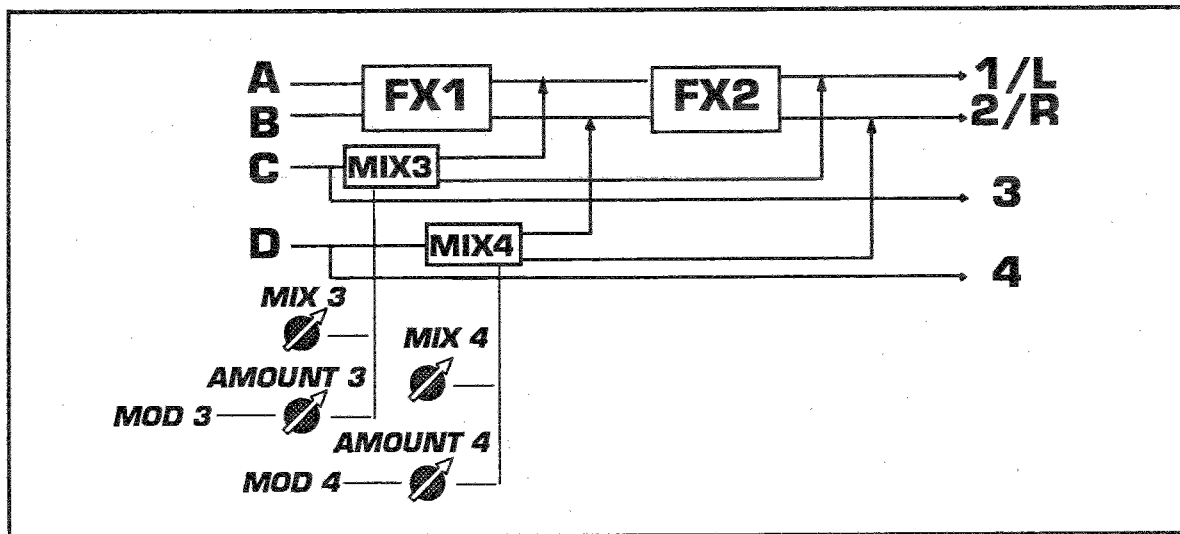 A
FX1
FX2
1/L
B
2/R
C
MIX3
3
D
MIX4
4
MIX 3
MIX 4
AMOUNT 3
MOD 3
AMOUNT 4
MOD 4